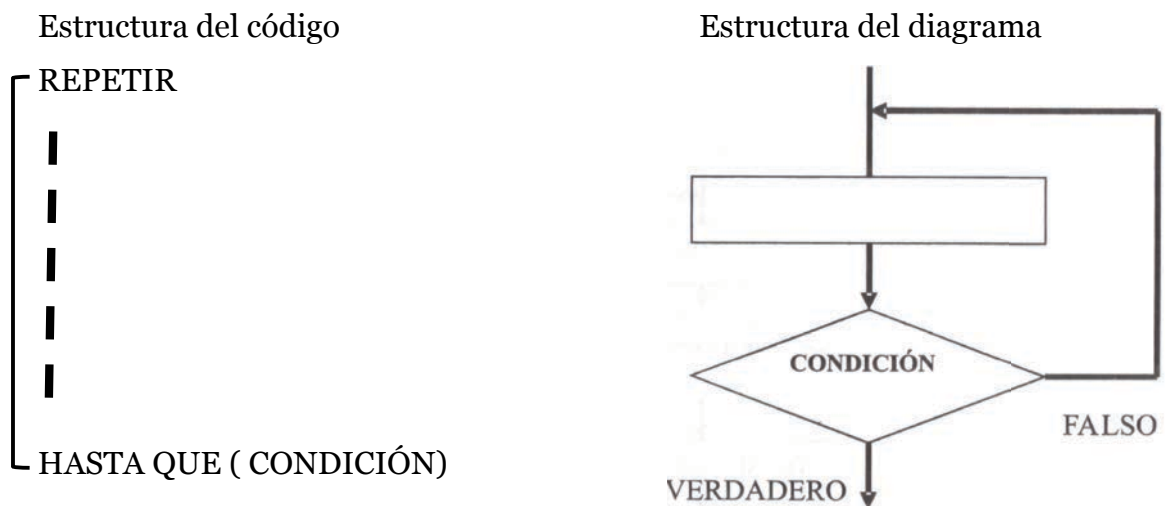 Estructura del código
REPETIR
HASTA QUE ( CONDICIÓN)
Estructura del diagrama
CONDICIÓN
FALSO
VERDADERO